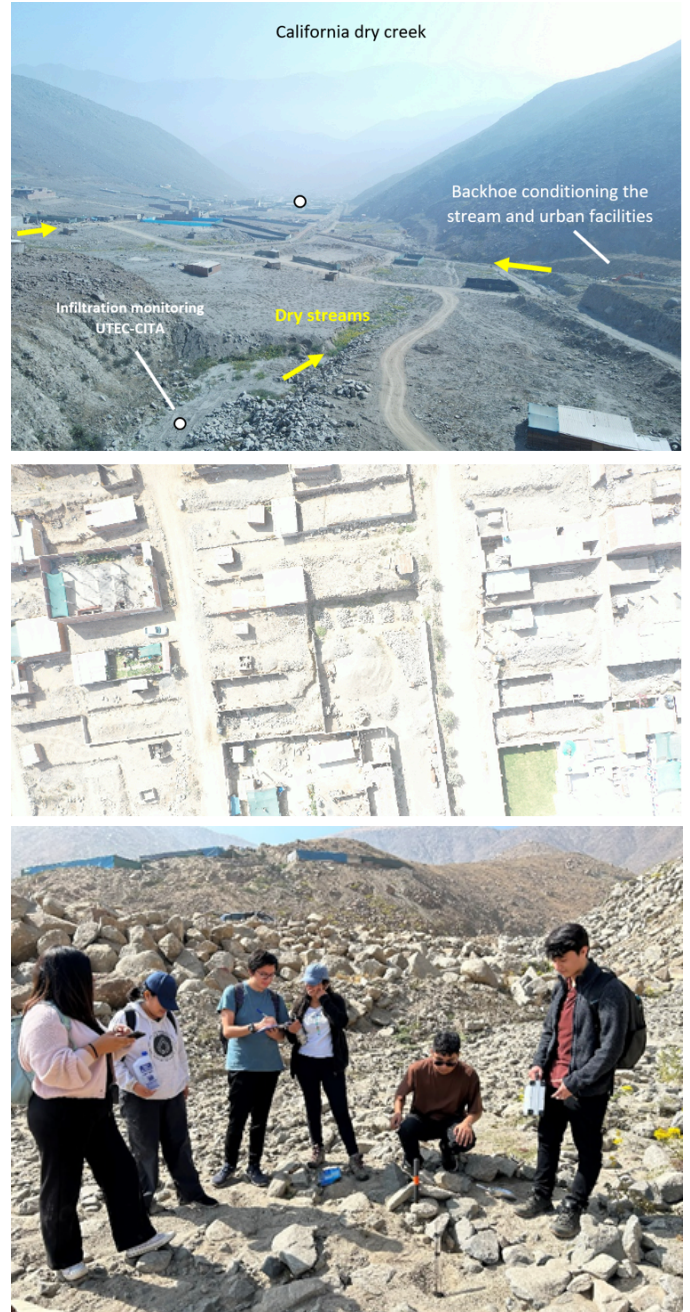 California dry creek
Backhoe conditioning the
stream and urban facilities
Infiltration monitoring
UTEC-CITA
Dry streams